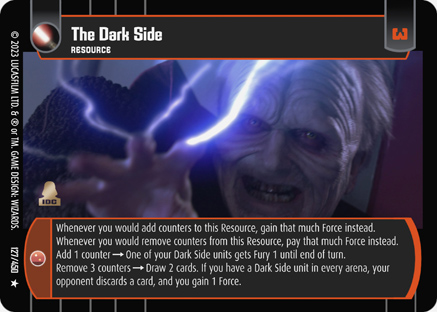 The Dark Side
RESOURCE
Whenever you would add counters to this Resource, gain that much Force instead.
Whenever you would remove counters from this Resource, pay that much Force instead.
Add 1 counter → One of your Dark Side units gets Fury 1 until end of turn.
Remove 3 counters → Draw 2 cards. If you have a Dark Side unit in every arena, your
opponent discards a card, and you gain 1 Force.
IDC
© 2023 LUCASFILM LTD. & ® or TM. GAME DESIGN: WIZARDS.
127/450 ★